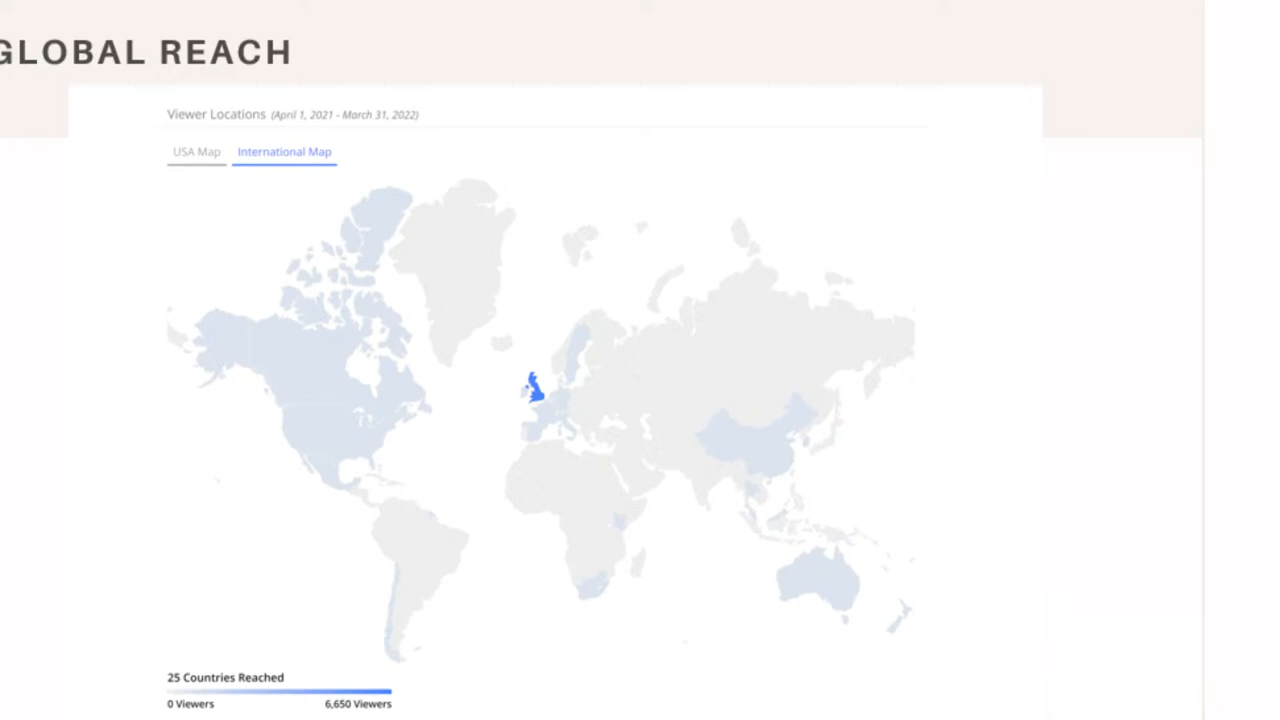 GLOBAL REACH
Viewer Locations (April 1, 2021 - March 31, 2022)
USA Map International Map
25 Countries Reached
0 Viewers 6,650 Viewers